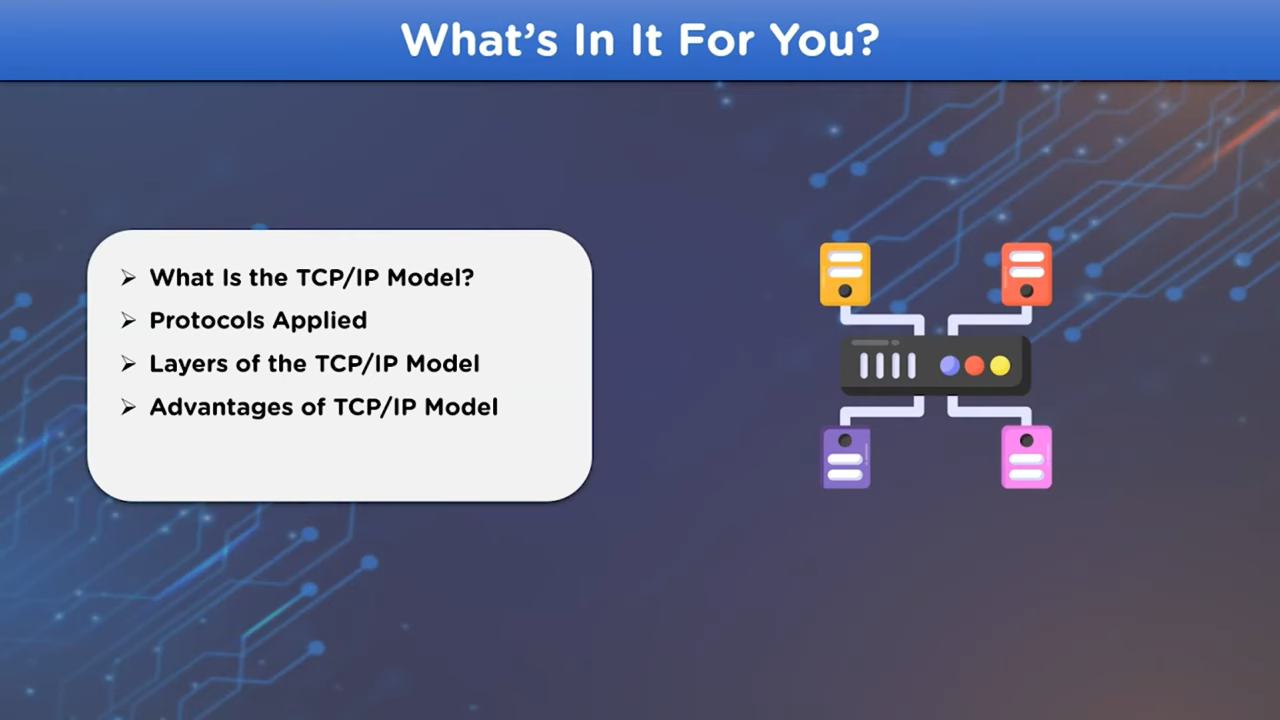 What's In It For You?
➢ What Is the TCP/IP Model?
➢ Protocols Applied
➢ Layers of the TCP/IP Model
➢ Advantages of TCP/IP Model